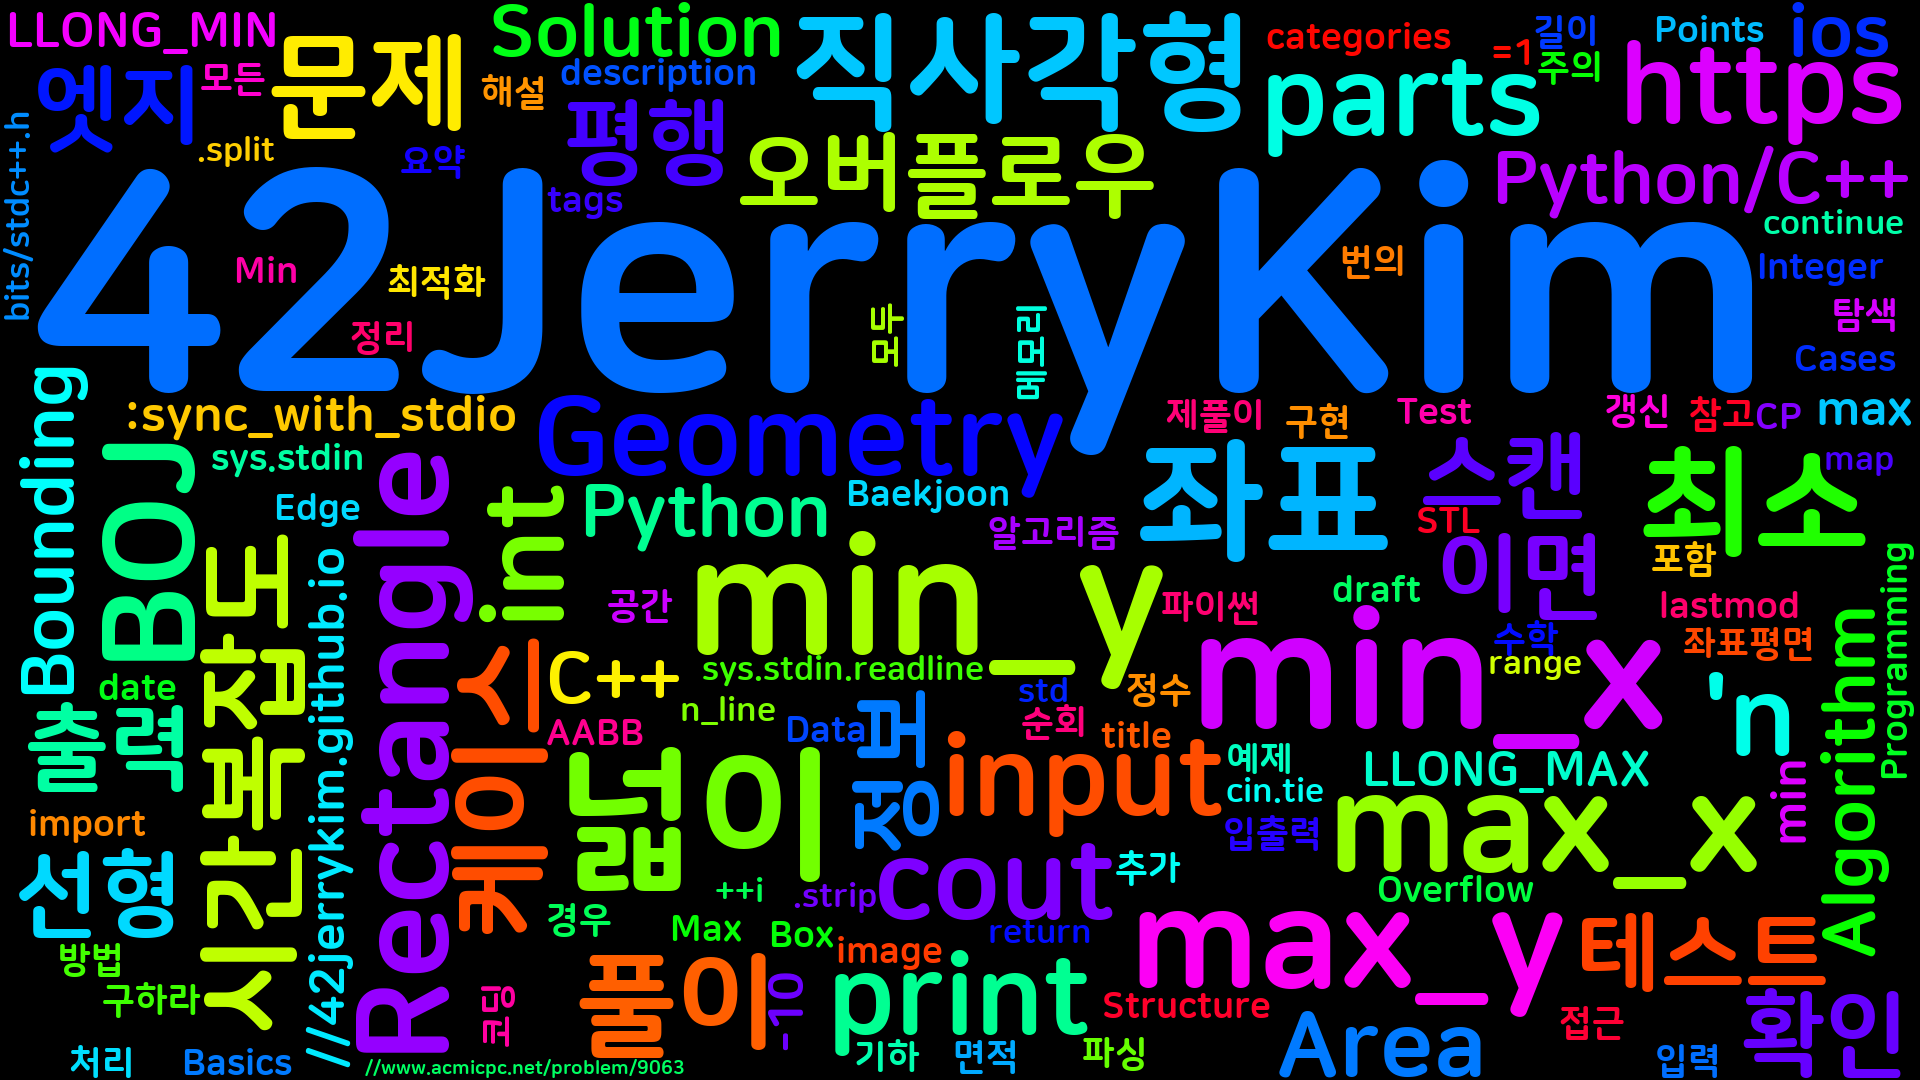 LLONG_MIN
Solution
직사각형
categories
=1
길이
Points
ios
엣지
모든
문제
해설
description
평행
parts
주의
https
bits/stdc++.h
.split
요약
tags
오버플로우
Python/C++
continue
42JerryKim
Min
최적화
정리
모두
메모리
번의
Integer
탐색
Cases
Bounding
:sync_with_stdio
Geometry
제풀이
구현
Test
갱신
참고
CP
max
BOJ
sys.stdin
Edge
Rectangle
int
Python
Baekjoon
알고리즘
좌표
스캔
STL
최소
map
시간복잡도
//42jerrykim.github.io
공간
min_y
파이썬
draft
이면
포함
Programming
lastmod
수학
좌표평면
date
C++
sys.stdin.readline
std
정수
min_x
range
'n
Algorithm
출력
케이스
AABB
n_line
Data
점퍼
순회
title
input
예제
cin.tie
LLONG_MAX
min
import
넓이
입출력
max_x
선형
++i
.strip
cout
추가
Overflow
방법
경우
Max
Box
image
return
max_y
테스트
구하라
코딩
풀이
-10
print
Structure
접근
확인
처리
Basics
//www.acmicpc.net/problem/9063
기하
면적
파싱
Area
입력